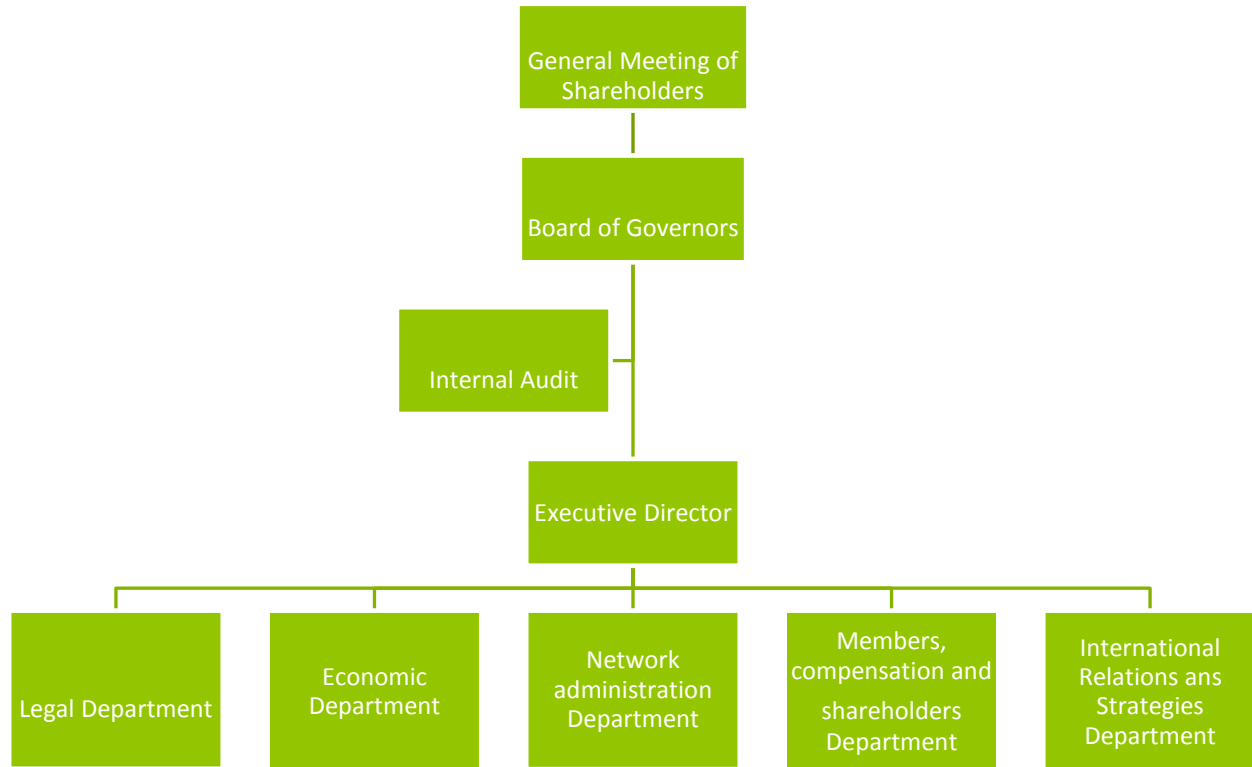 General Meeting of
Shareholders
Board of Governors
Internal Audit
Executive Director
Legal Department
Economic
Department
Network
administration
Department
Members,
compensation and
shareholders
Department
International
Relations ans
Strategies
Department